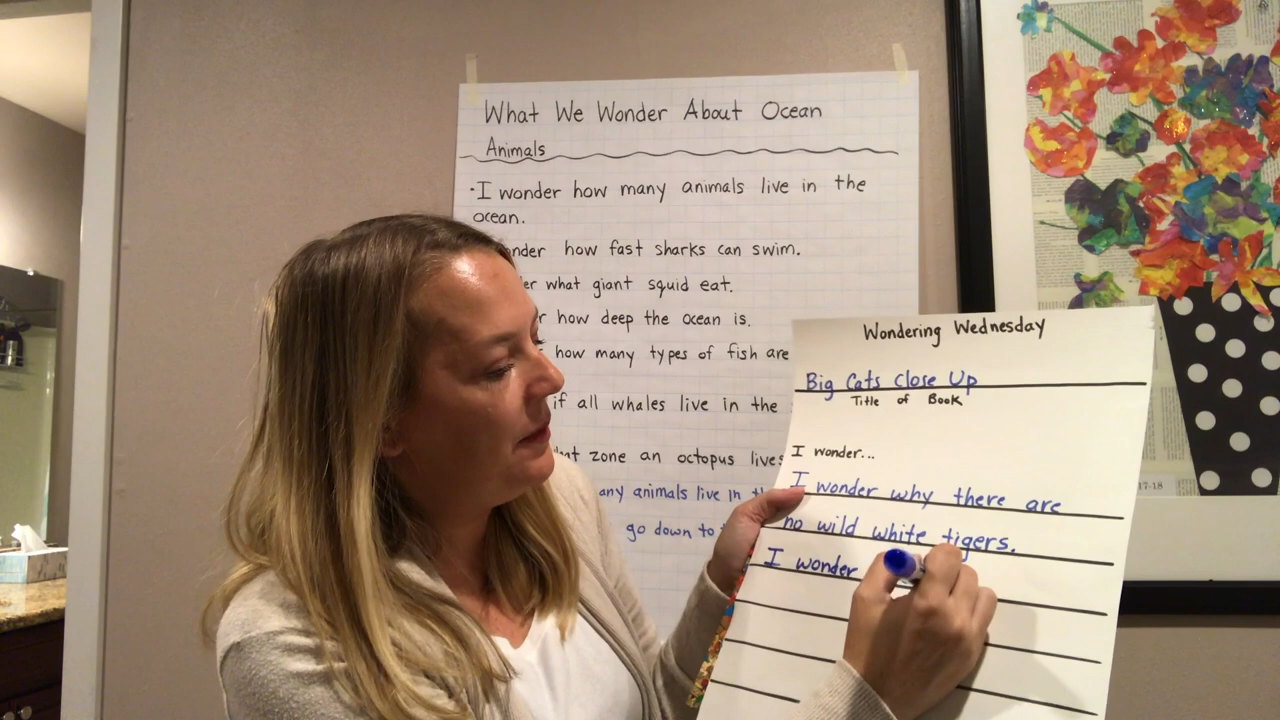 What We Wonder About Ocean
Animals
·I wonder how many animals live in the
ocean.
how fast sharks can swim.
what giant squid eat.
how deep the ocean is.
how many types of fish are
if all whales live in the
zone an octopus lives
any animals live in
go down to
Wondering Wednesday
Big Cats Close Up
Title of Book
I wonder...
I wonder why there are
no wild white tigers.
I wonder
17-18